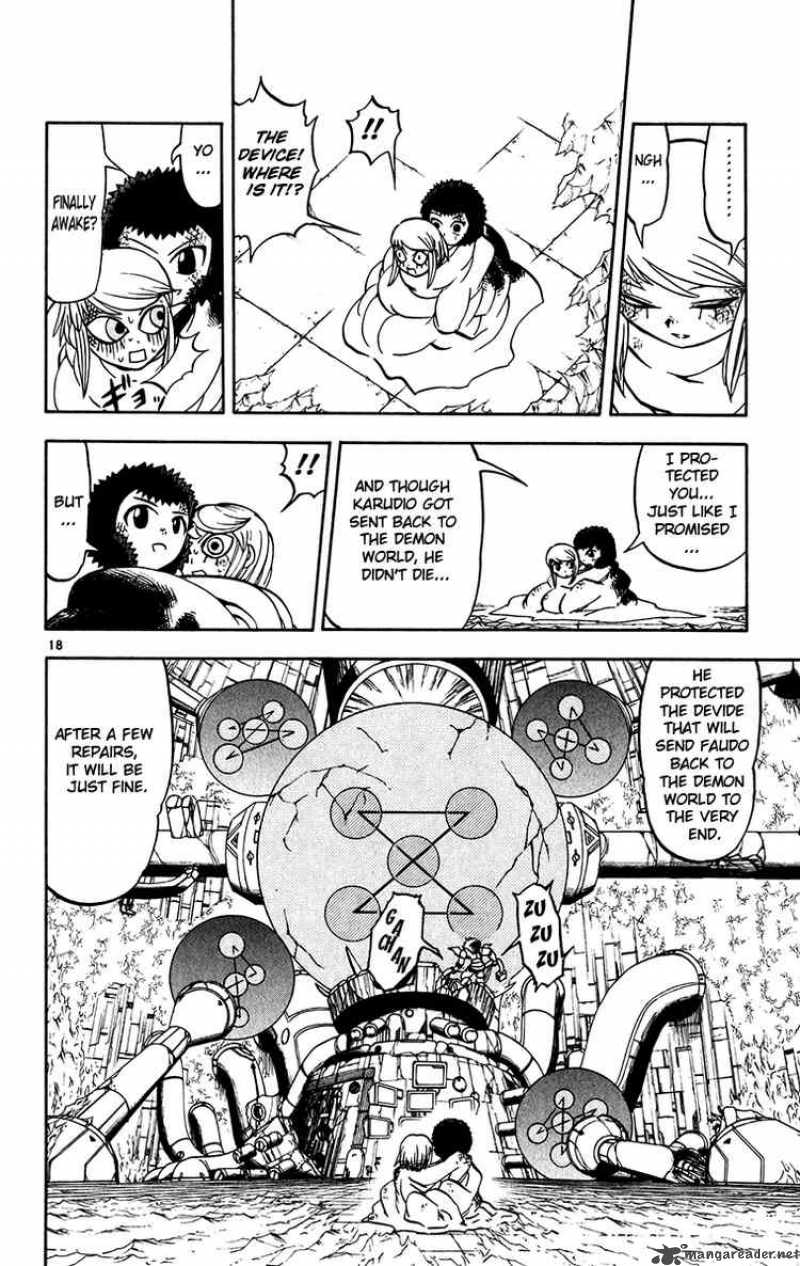 NGH
...
.........
!!
THE
DEVICE!
WHERE
IS IT!?
YO
...
FINALLY
AWAKE?
ギョ
I PRO-
TECTED
YOU...
JUST LIKE I
PROMISED
...
AND THOUGH
KARUDIO GOT
SENT BACK TO
THE DEMON
WORLD, HE
DIDN'T DIE...
!!
BUT
...
18
HE
PROTECTED
THE DEVIDE
THAT WILL
SEND FAUDO
BACK TO
THE DEMON
WORLD TO
THE VERY
END.
AFTER A FEW
REPAIRS,
IT WILL BE
JUST FINE.
ZU
ZU
ZU
GA
CHAN
mangareader.net